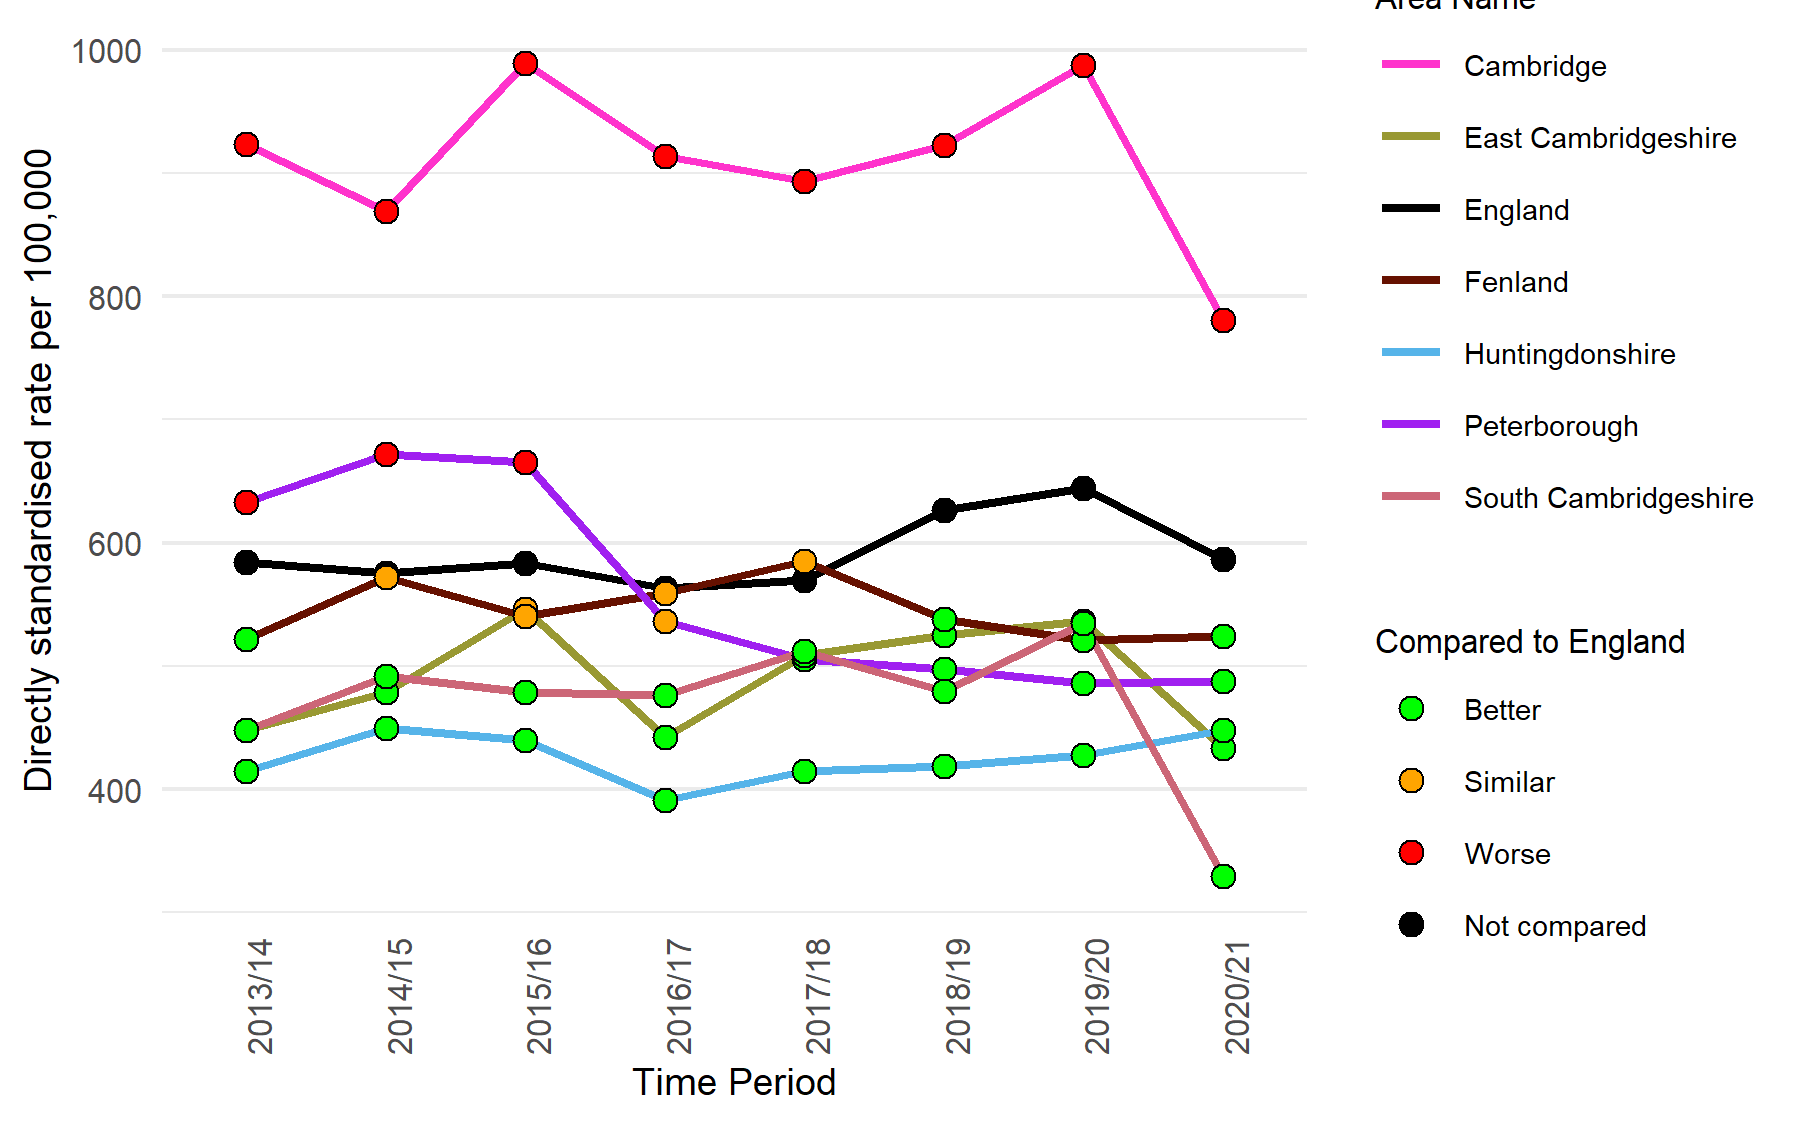 Area Name
1000
800
600
400
Directly standardised rate per 100,000
2013/14
2014/15
2015/16
2016/17
2017/18
2018/19
2019/20
2020/21
Time Period
Cambridge
East Cambridgeshire
England
Fenland
Huntingdonshire
Peterborough
South Cambridgeshire
Compared to England
Better
Similar
Worse
Not compared